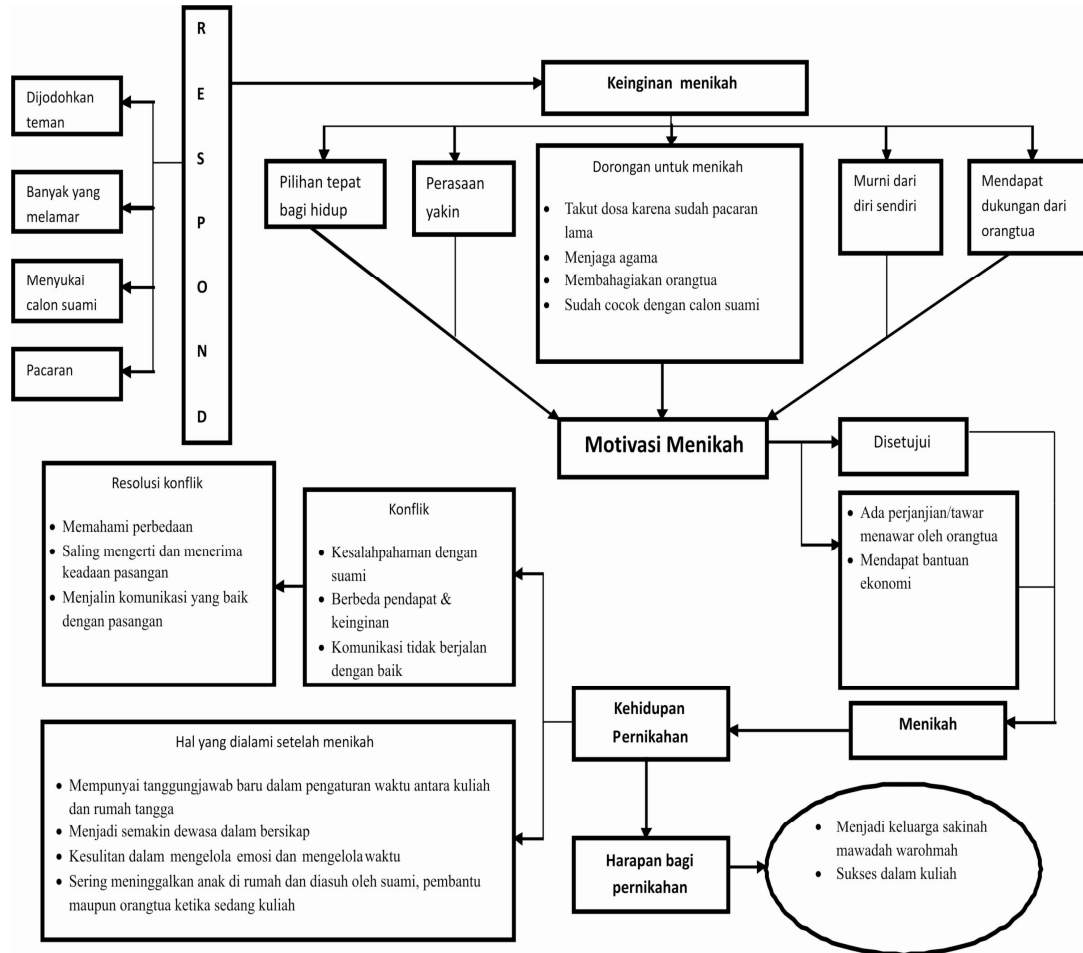 R
E
S
P
O
N
D
Dijodohkan
teman
Banyak yang
melamar
Menyukai
calon suami
Pacaran
Keinginan menikah
Pilihan tepat
bagi hidup
Perasaan
yakin
Dorongan untuk menikah
• Takut dosa karena sudah pacaran
lama
• Menjaga agama
• Membahagiakan orangtua
• Sudah cocok dengan calon suami
Murni dari
diri sendiri
Mendapat
dukungan dari
orangtua
Motivasi Menikah
Disetujui
• Ada perjanjian/tawar
menawar oleh orangtua
• Mendapat bantuan
ekonomi
Resolusi konflik
• Memahami perbedaan
• Saling mengerti dan menerima
keadaan pasangan
• Menjalin komunikasi yang baik
dengan pasangan
Konflik
• Kesalahpahaman dengan
suami
• Berbeda pendapat &
keinginan
• Komunikasi tidak berjalan
dengan baik
Kehidupan
Pernikahan
Menikah
Hal yang dialami setelah menikah
• Mempunyai tanggungjawab baru dalam pengaturan waktu antara kuliah
dan rumah tangga
• Menjadi semakin dewasa dalam bersikap
• Kesulitan dalam mengelola emosi dan mengelola waktu
• Sering meninggalkan anak di rumah dan diasuh oleh suami, pembantu
maupun orangtua ketika sedang kuliah
Harapan bagi
pernikahan
• Menjadi keluarga sakinah
mawadah warohmah
• Sukses dalam kuliah